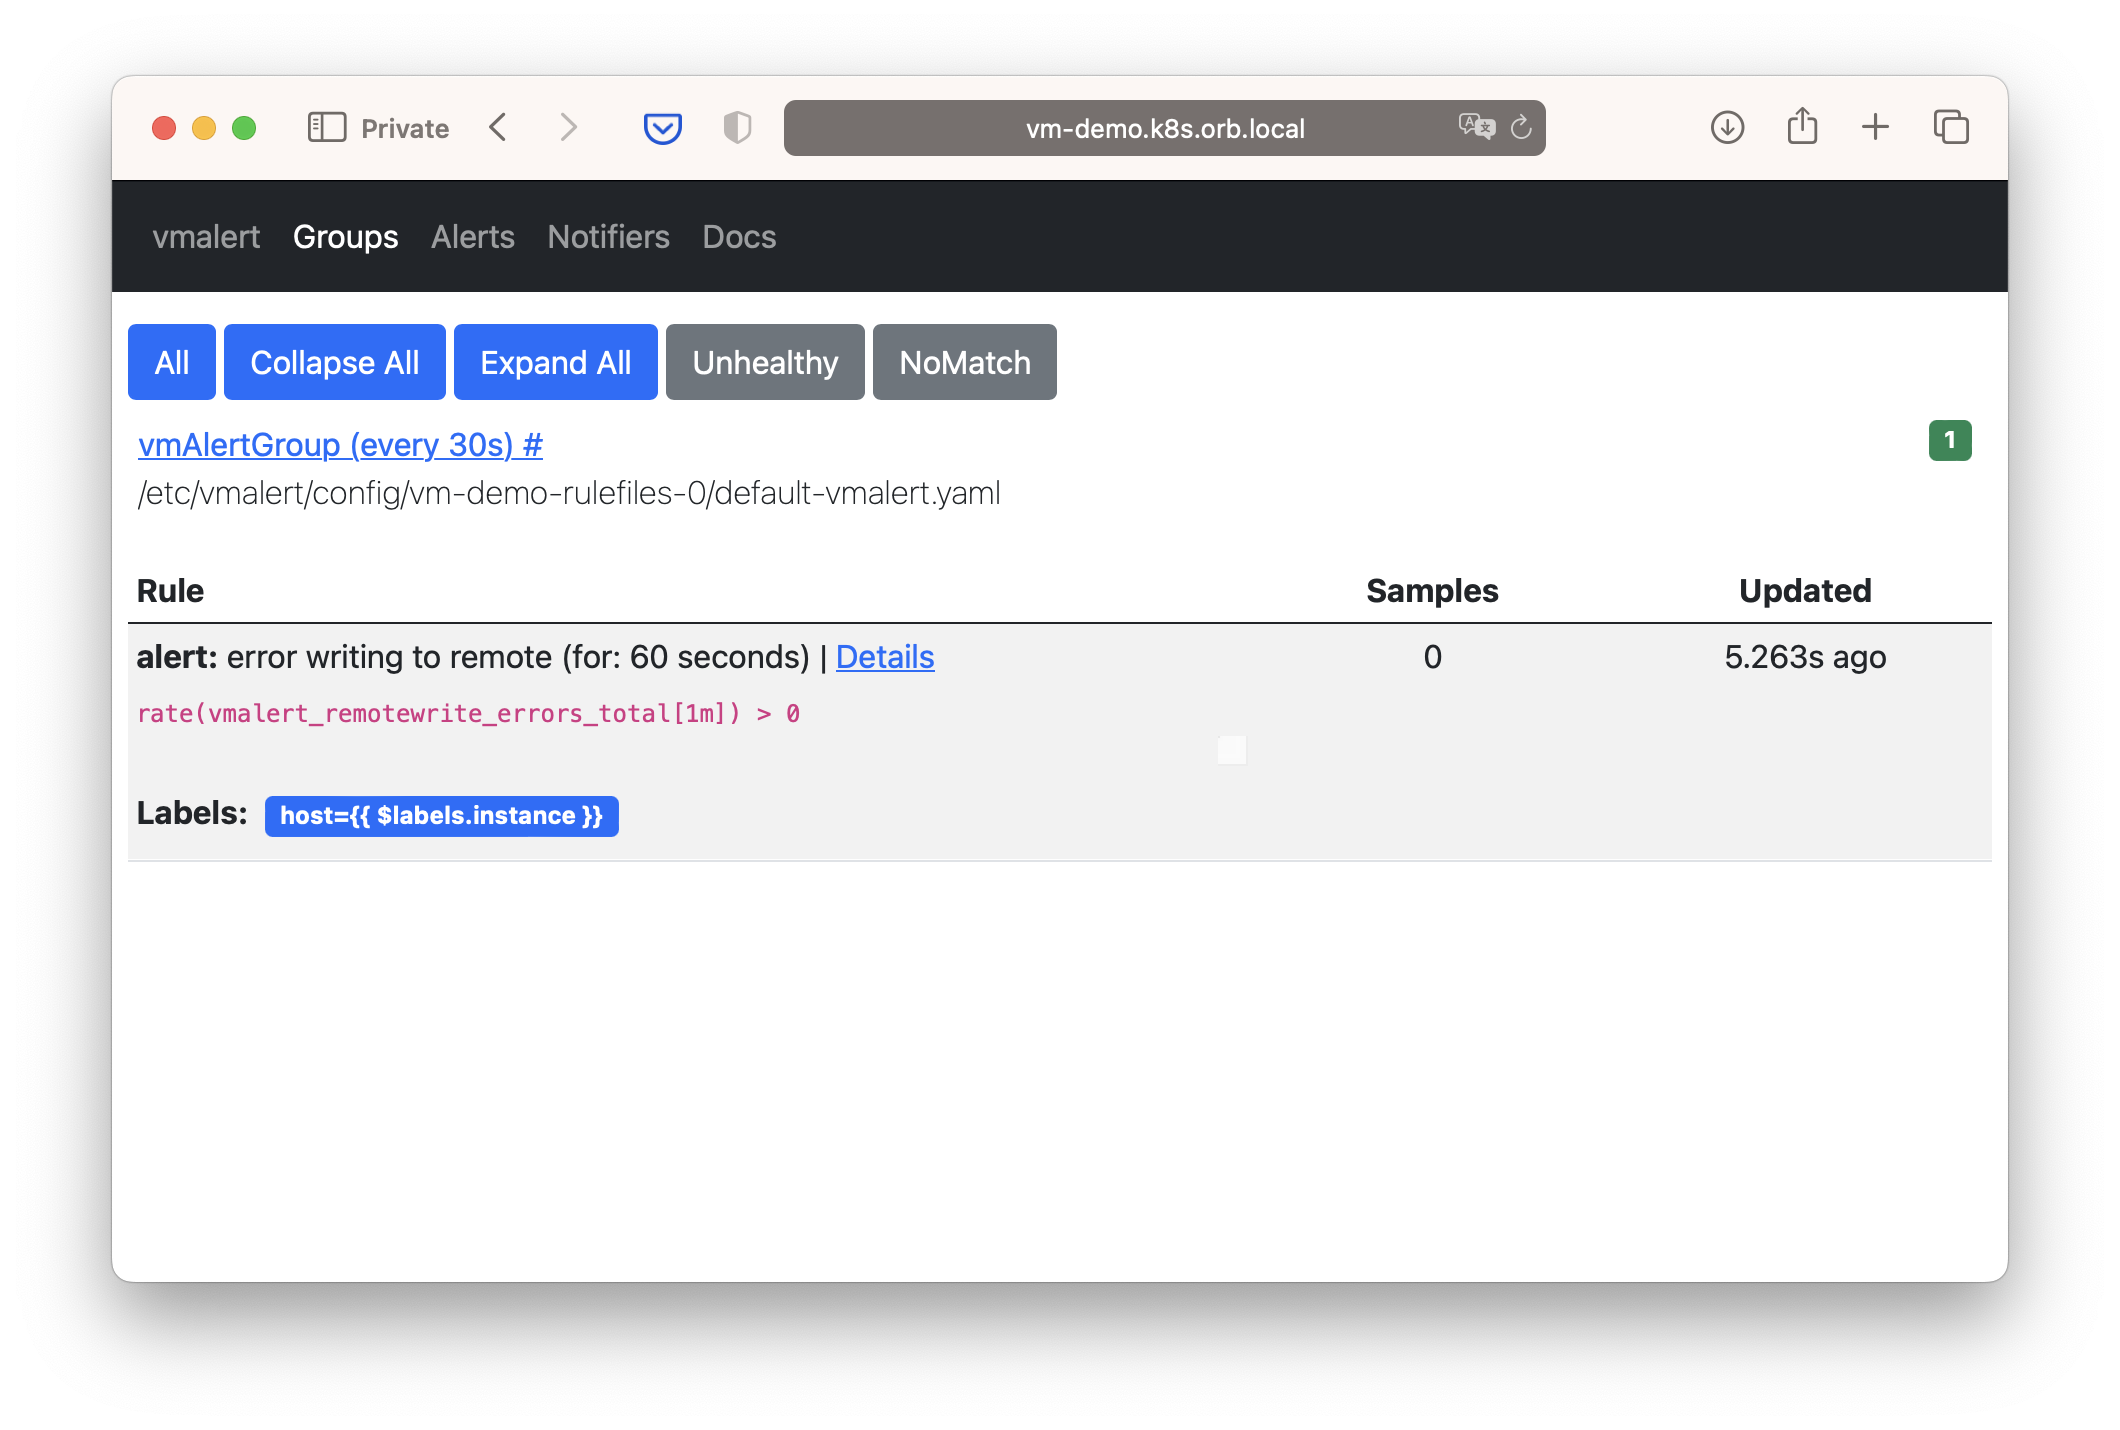 Private
vm-demo.k8s.orb.local
vmalert Groups Alerts Notifiers Docs
All Collapse All Expand All Unhealthy NoMatch
vmAlertGroup (every 30s) # 1
/etc/vmalert/config/vm-demo-rulefiles-0/default-vmalert.yaml
Rule Samples Updated
alert: error writing to remote (for: 60 seconds) | Details 0 5.263s ago
rate(vmalert_remotewrite_errors_total[1m]) > 0
Labels: host={{ $labels.instance }}